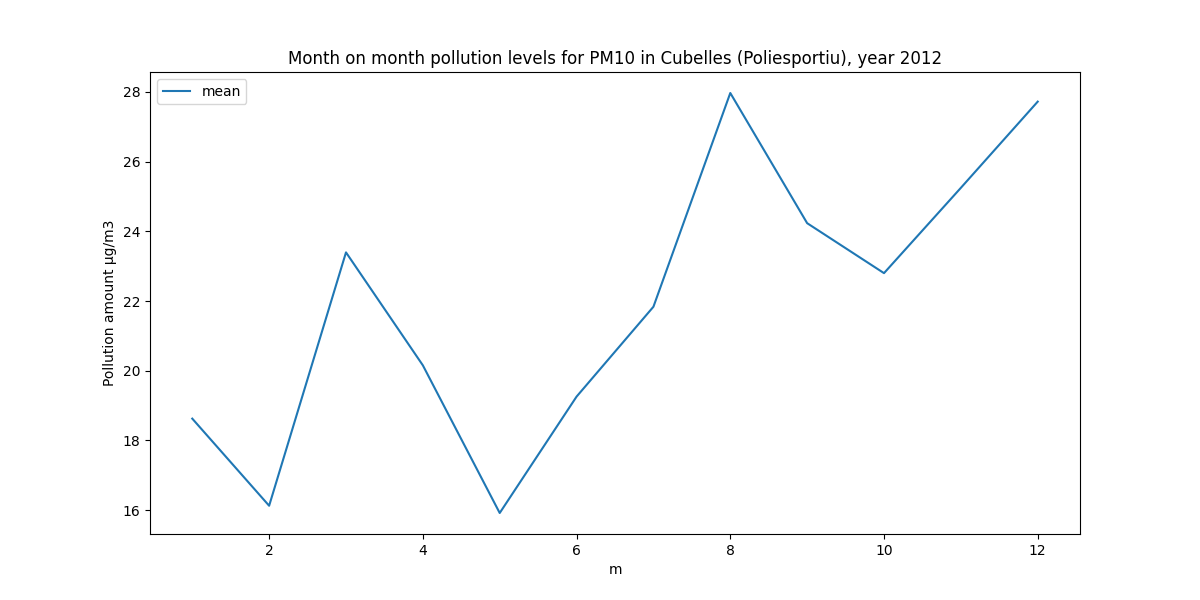 Month on month pollution levels for PM10 in Cubelles (Poliesportiu), year 2012
mean
Pollution amount µg/m3
28
26
24
22
20
18
16
2 4 6 8 10 12
m